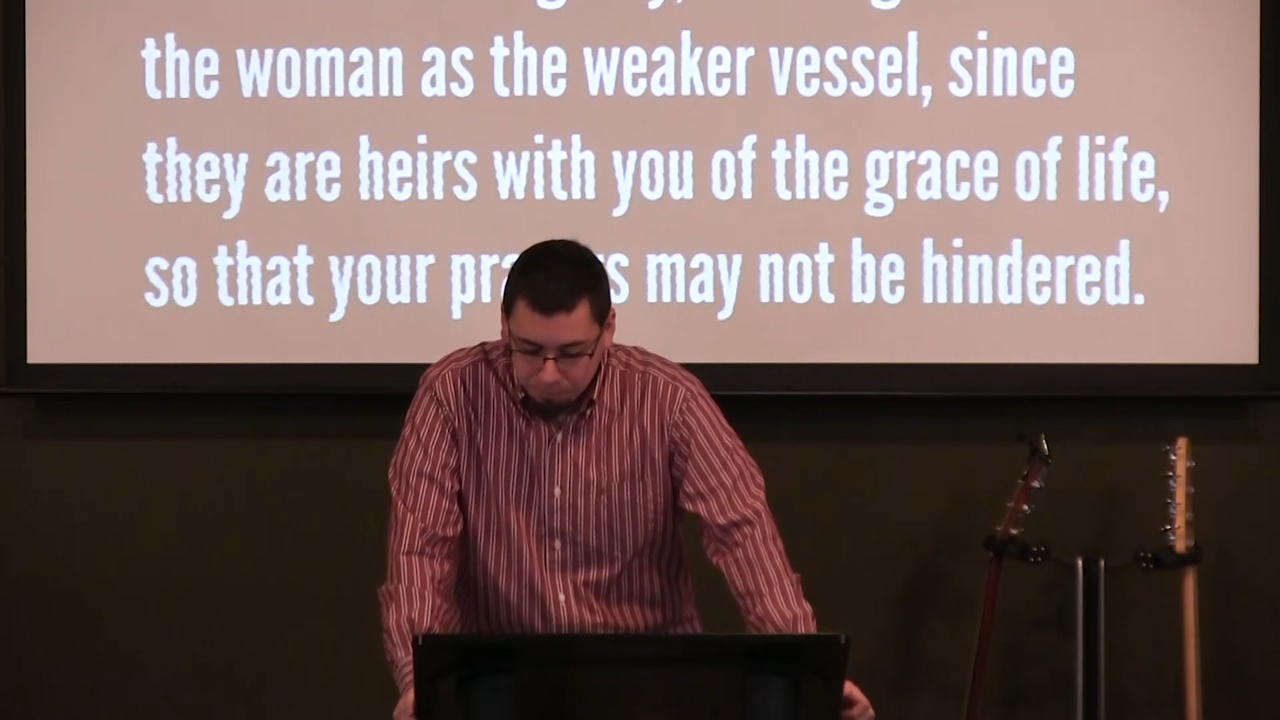 the woman as the weaker vessel, since
they are heirs with you of the grace of life,
so that your may not be hindered.